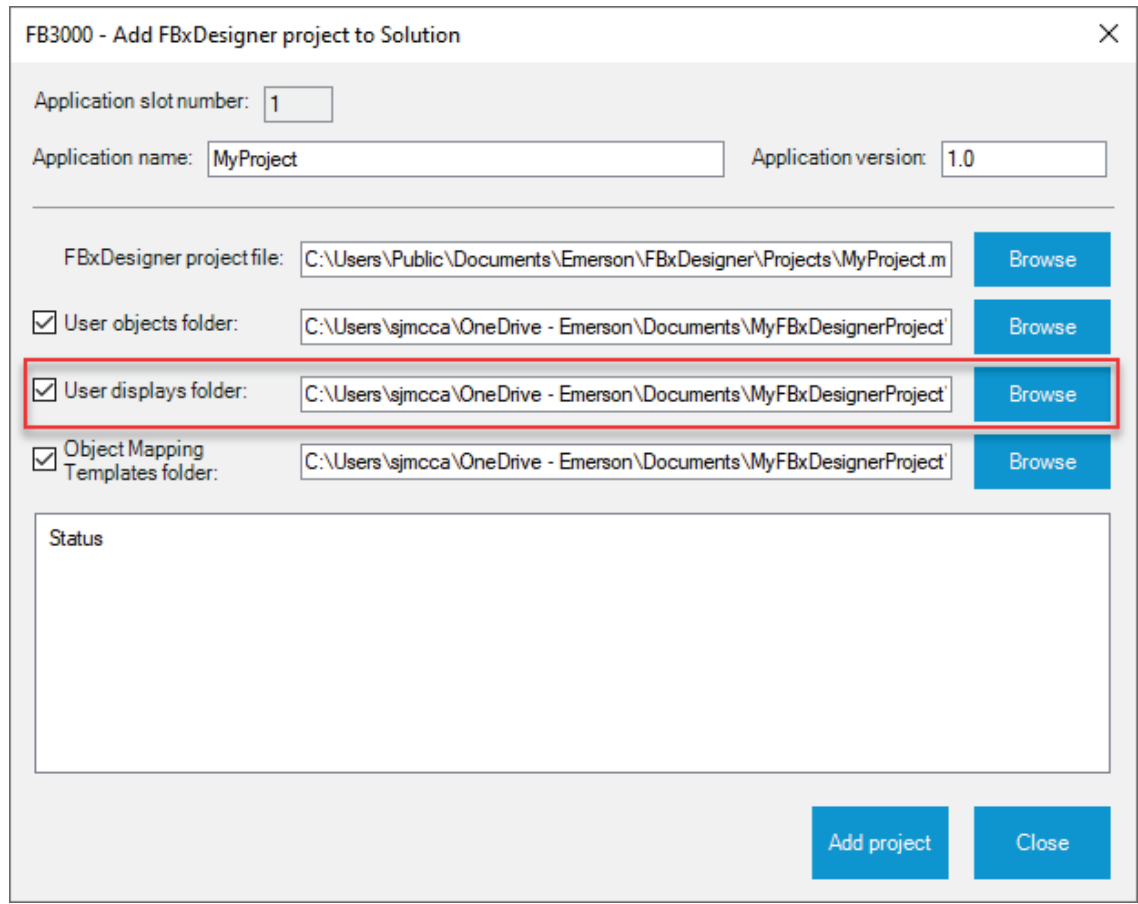 FB3000 - Add FBxDesigner project to Solution
Application slot number: 1
Application name: MyProject Application version: 1.0
FBxDesigner project file: C:\Users\Public\Documents\Emerson\FBxDesigner\Projects\MyProject.m Browse
User objects folder: C:\Users\sjmcca\OneDrive - Emerson\Documents\MyFBxDesignerProject Browse
User displays folder: C:\Users\sjmcca\OneDrive - Emerson\Documents\MyFBxDesignerProject Browse
Object Mapping
Templates folder: C:\Users\sjmcca\OneDrive - Emerson\Documents\MyFBxDesignerProject Browse
Status
Add project Close